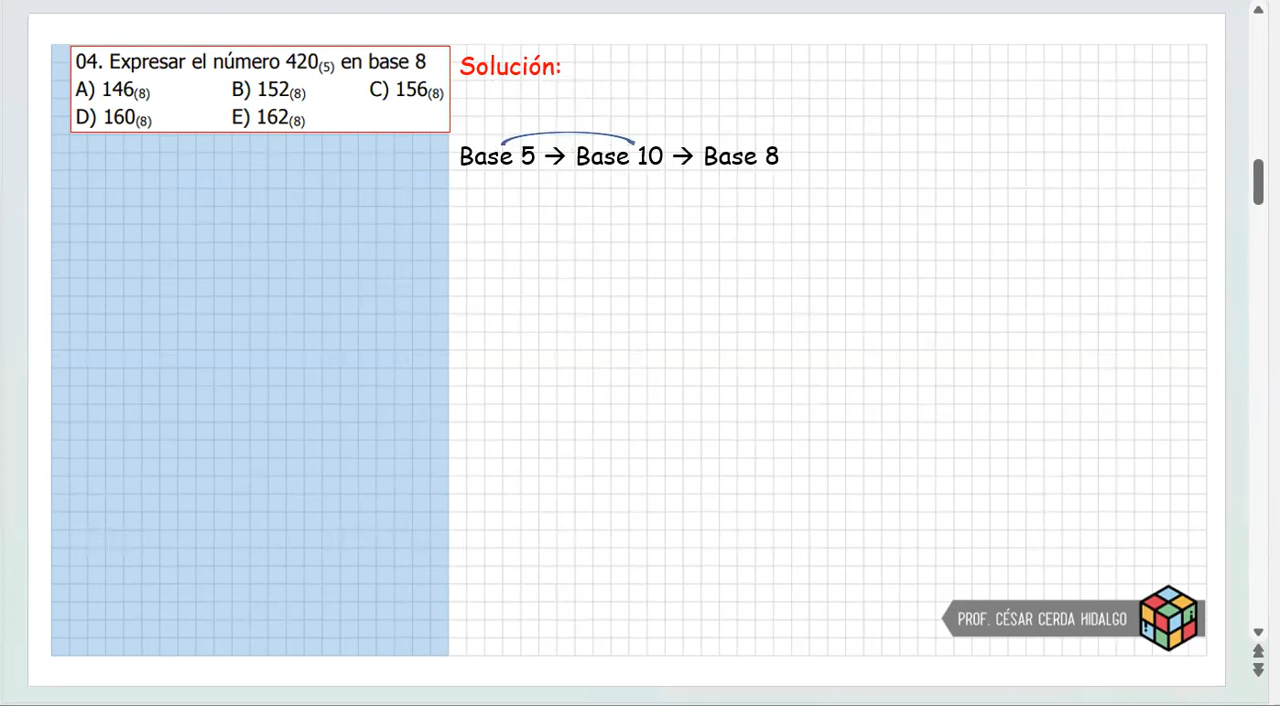 04. Expresar el número 420(5) en base 8
A) 146(8) B) 152(8) C) 156(8)
D) 160(8) E) 162(8)
Solución:
Base 5 → Base 10 → Base 8
PROF. CÉSAR CERDA HIDALGO